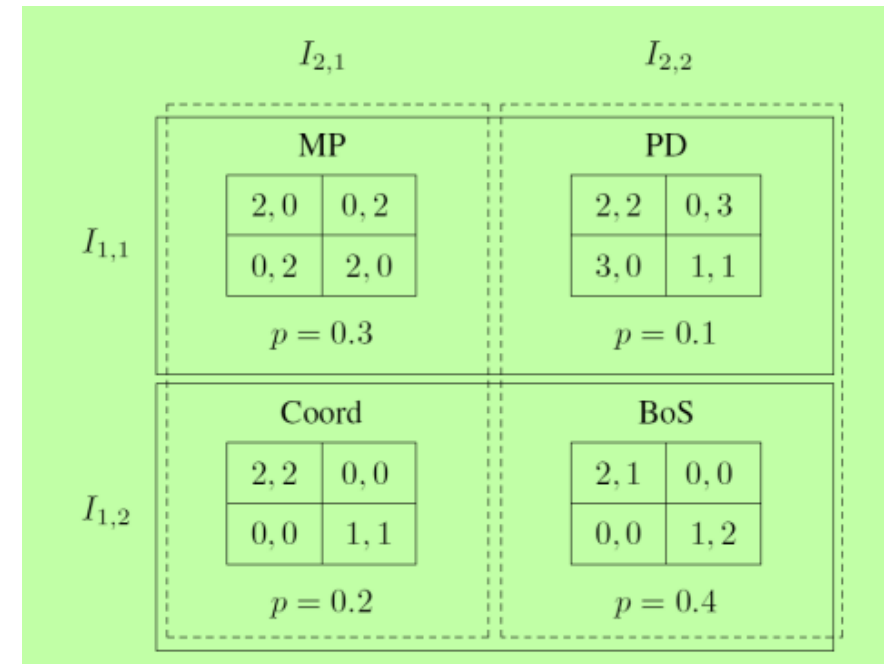 I2,1 I2,2
MP PD
2, 0 0, 2 2, 2 0, 3
I1,1
0, 2 2, 0 3, 0 1, 1
p = 0.3 p = 0.1
Coord BoS
2, 2 0, 0 2, 1 0, 0
I1,2
0, 0 1, 1 0, 0 1, 2
p = 0.2 p = 0.4